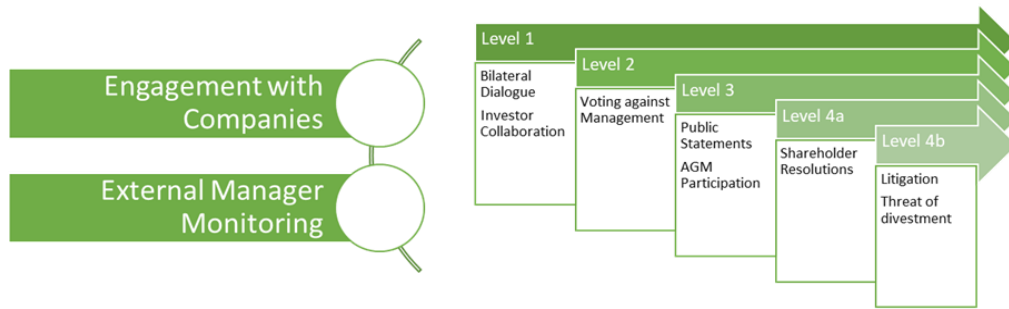 Engagement with
Companies
External Manager
Monitoring
Level 1
Bilateral
Dialogue
Investor
Collaboration
Level 2
Voting against
Management
Level 3
Public
Statements
AGM
Participation
Level 4a
Shareholder
Resolutions
Level 4b
Litigation
Threat of
divestment